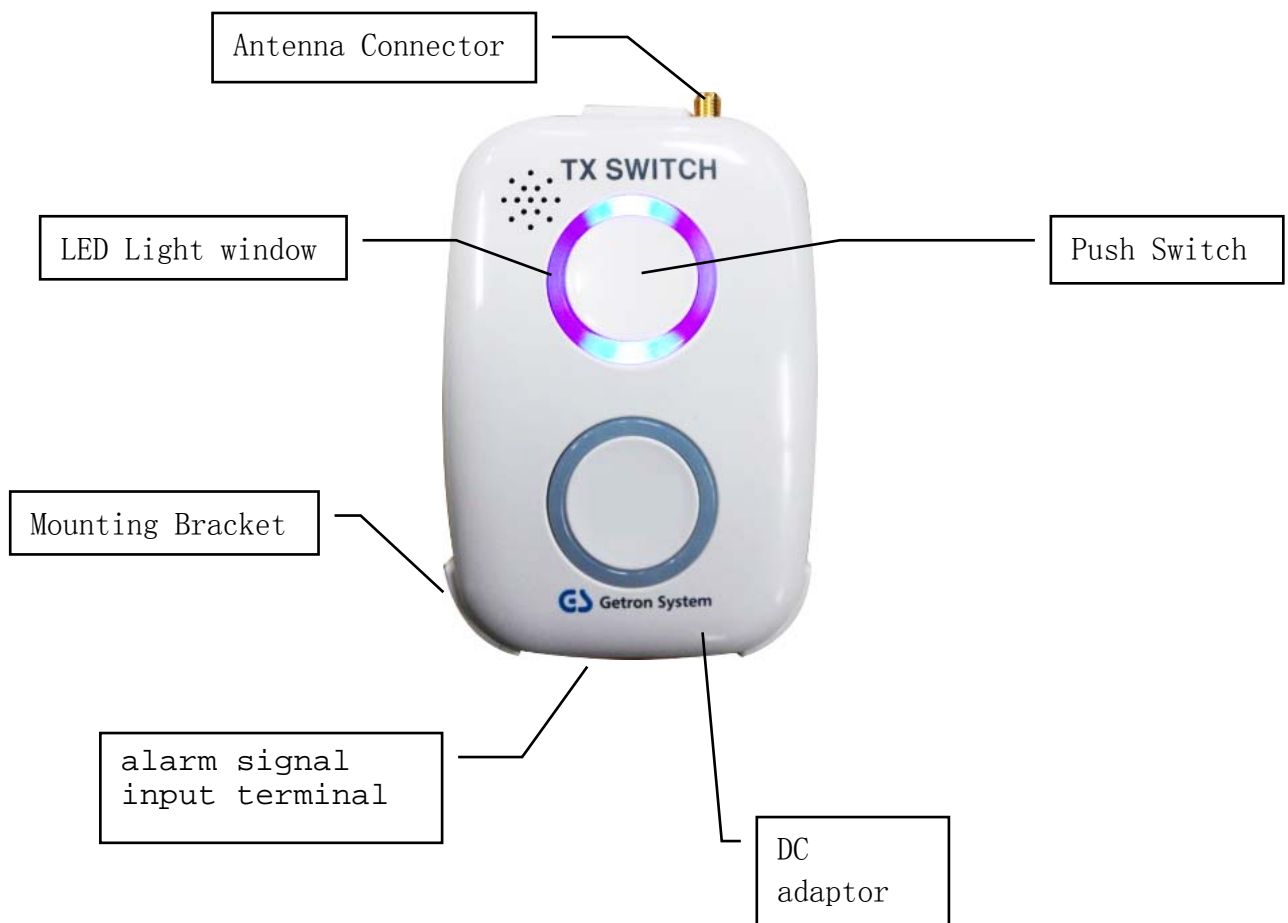 Antenna Connector
TX SWITCH
LED Light window
Push Switch
Mounting Bracket
Getron System
alarm signal
input terminal
DC
adaptor